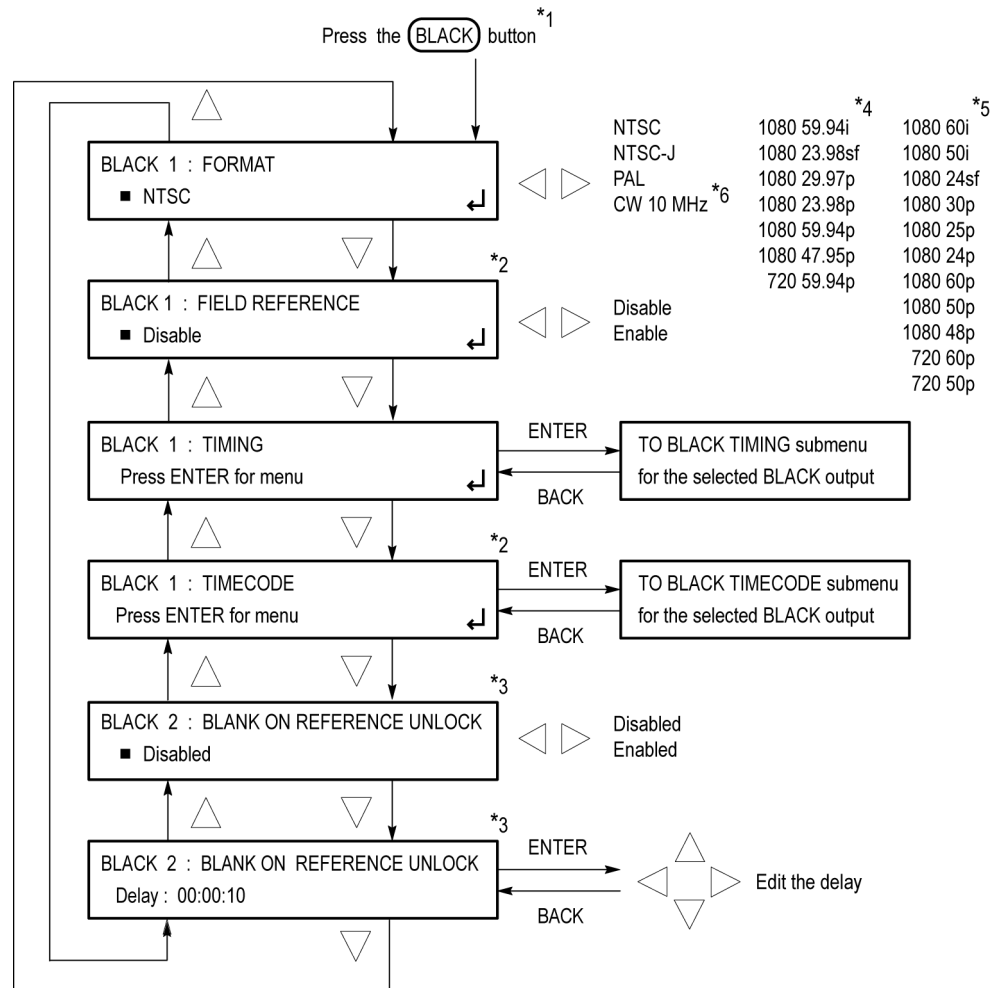 Press the BLACK button *1
BLACK 1 : FORMAT
■ NTSC
NTSC
NTSC-J
PAL
CW 10 MHz *6
*4
1080 59.94i
1080 23.98sf
1080 29.97p
1080 23.98p
1080 59.94p
1080 47.95p
720 59.94p
*5
1080 60i
1080 50i
1080 24sf
1080 30p
1080 25p
1080 24p
1080 60p
1080 50p
1080 48p
720 60p
720 50p
*2
BLACK 1 : FIELD REFERENCE
■ Disable
Disable
Enable
BLACK 1 : TIMING
Press ENTER for menu
ENTER
BACK
TO BLACK TIMING submenu
for the selected BLACK output
*2
BLACK 1 : TIMECODE
Press ENTER for menu
ENTER
BACK
TO BLACK TIMECODE submenu
for the selected BLACK output
*3
BLACK 2 : BLANK ON REFERENCE UNLOCK
■ Disabled
Disabled
Enabled
*3
BLACK 2 : BLANK ON REFERENCE UNLOCK
Delay : 00:00:10
ENTER
BACK
Edit the delay